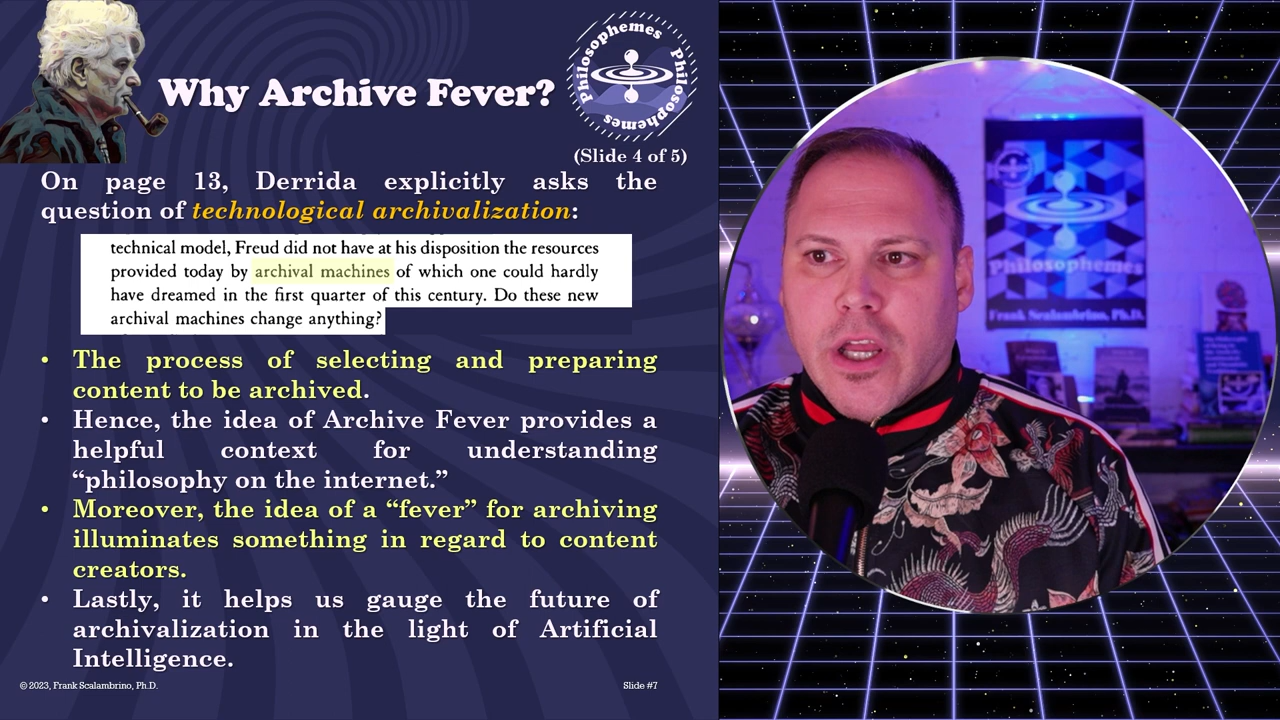 Why Archive Fever?
Philosophemes Philosophemes Philosophemes
(Slide 4 of 5)
On page 13, Derrida explicitly asks the
question of technological archivalization:
technical model, Freud did not have at his disposition the resources
provided today by archival machines of which one could hardly
have dreamed in the first quarter of this century. Do these new
archival machines change anything?
• The process of selecting and preparing
content to be archived.
• Hence, the idea of Archive Fever provides a
helpful context for understanding
“philosophy on the internet.”
• Moreover, the idea of a “fever” for archiving
illuminates something in regard to content
creators.
• Lastly, it helps us gauge the future of
archivalization in the light of Artificial
Intelligence.
© 2023, Frank Scalambrino, Ph.D.
Slide #7
Philosophemes
Frank Scalambrino, Ph.D.